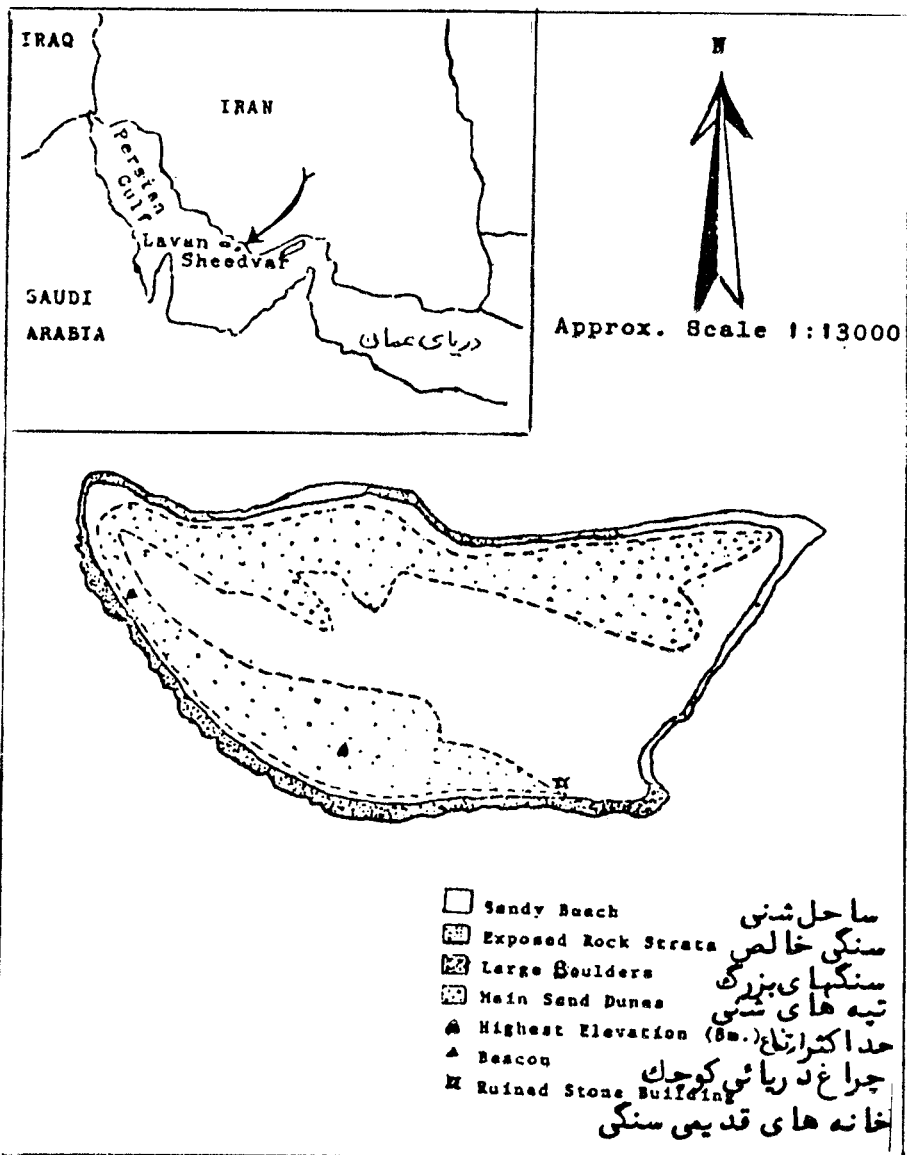 IRAQ
N
IRAN
Persian
Gulf
Lavan
Sheedvar
SAUDI
ARABIA
دریای عمان
Approx. Scale 1:13000
Sandy Beach ساحل شنی
Exposed Rock Strata سنگی خالص
Large Boulders سنگهای بزرگ
Main Sand Dunes تپه های شنی
Highest Elevation (8m.) حداکثر ارتفاع
Beacon چراغ دریائی کوچک
Ruined Stone Building
خانه های قدیمی سنگی